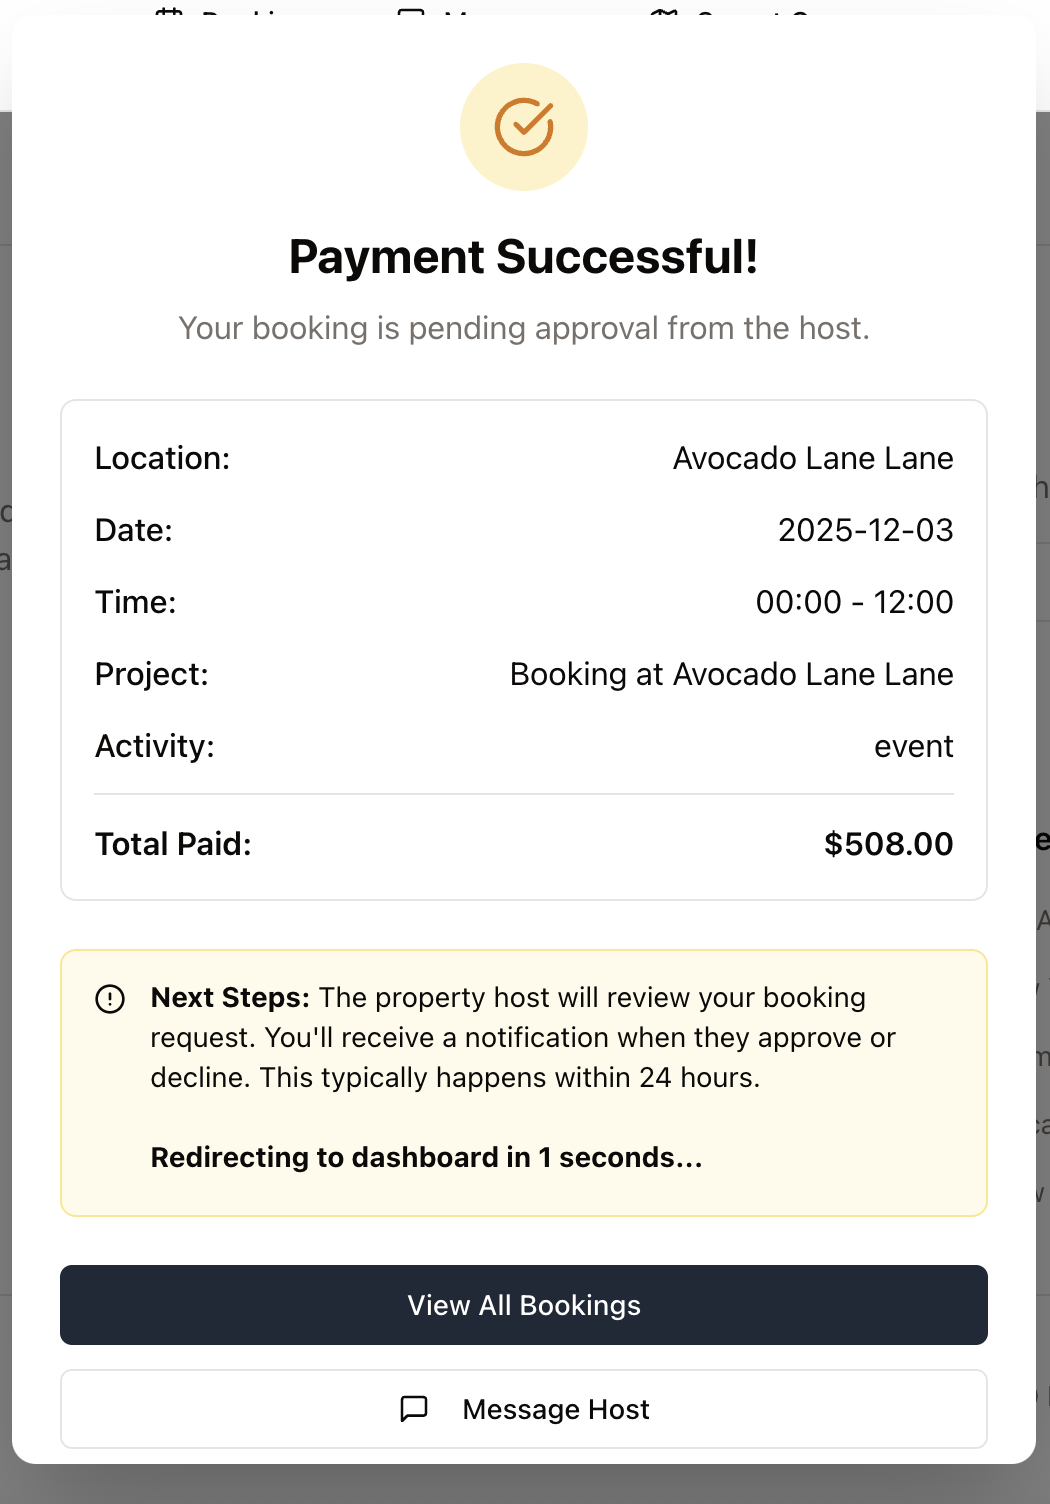 Payment Successful!
Your booking is pending approval from the host.
Location: Avocado Lane Lane
Date: 2025-12-03
Time: 00:00 - 12:00
Project: Booking at Avocado Lane Lane
Activity: event
Total Paid: $508.00
Next Steps: The property host will review your booking
request. You'll receive a notification when they approve or
decline. This typically happens within 24 hours.
Redirecting to dashboard in 1 seconds...
View All Bookings
Message Host